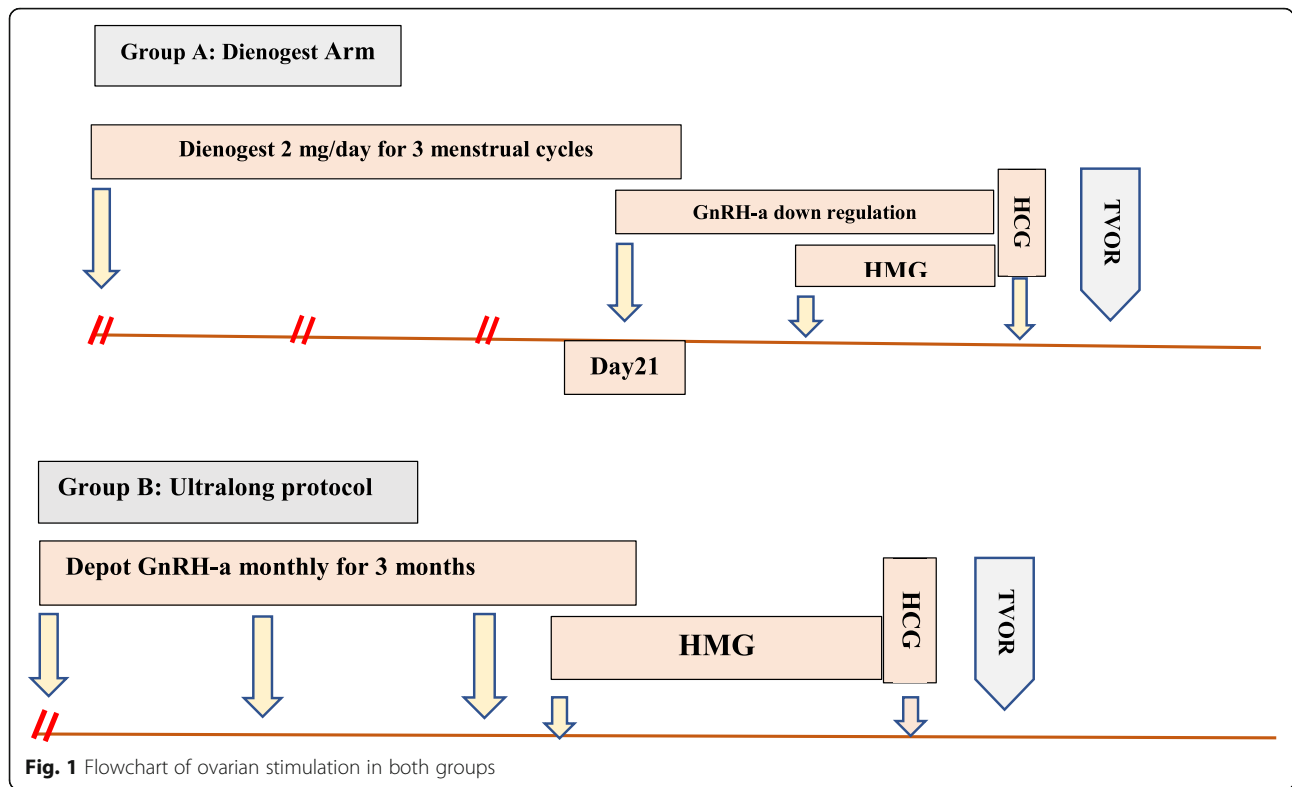 Group A: Dienogest Arm
Dienogest 2 mg/day for 3 menstrual cycles
GnRH-a down regulation
HMG
HCG
TVOR
Day21
Group B: Ultralong protocol
Depot GnRH-a monthly for 3 months
HMG
HCG
TVOR
Fig. 1 Flowchart of ovarian stimulation in both groups